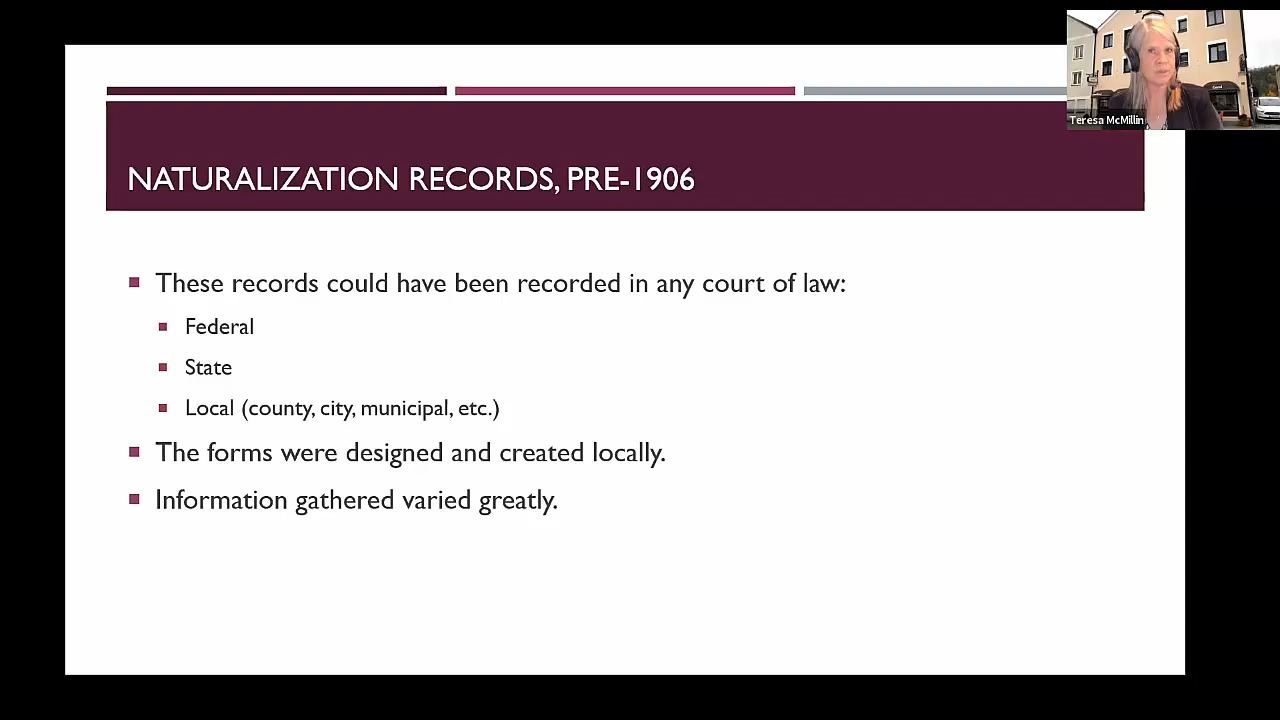 Teresa McMillin
NATURALIZATION RECORDS, PRE-1906
These records could have been recorded in any court of law:
Federal
State
Local (county, city, municipal, etc.)
The forms were designed and created locally.
Information gathered varied greatly.